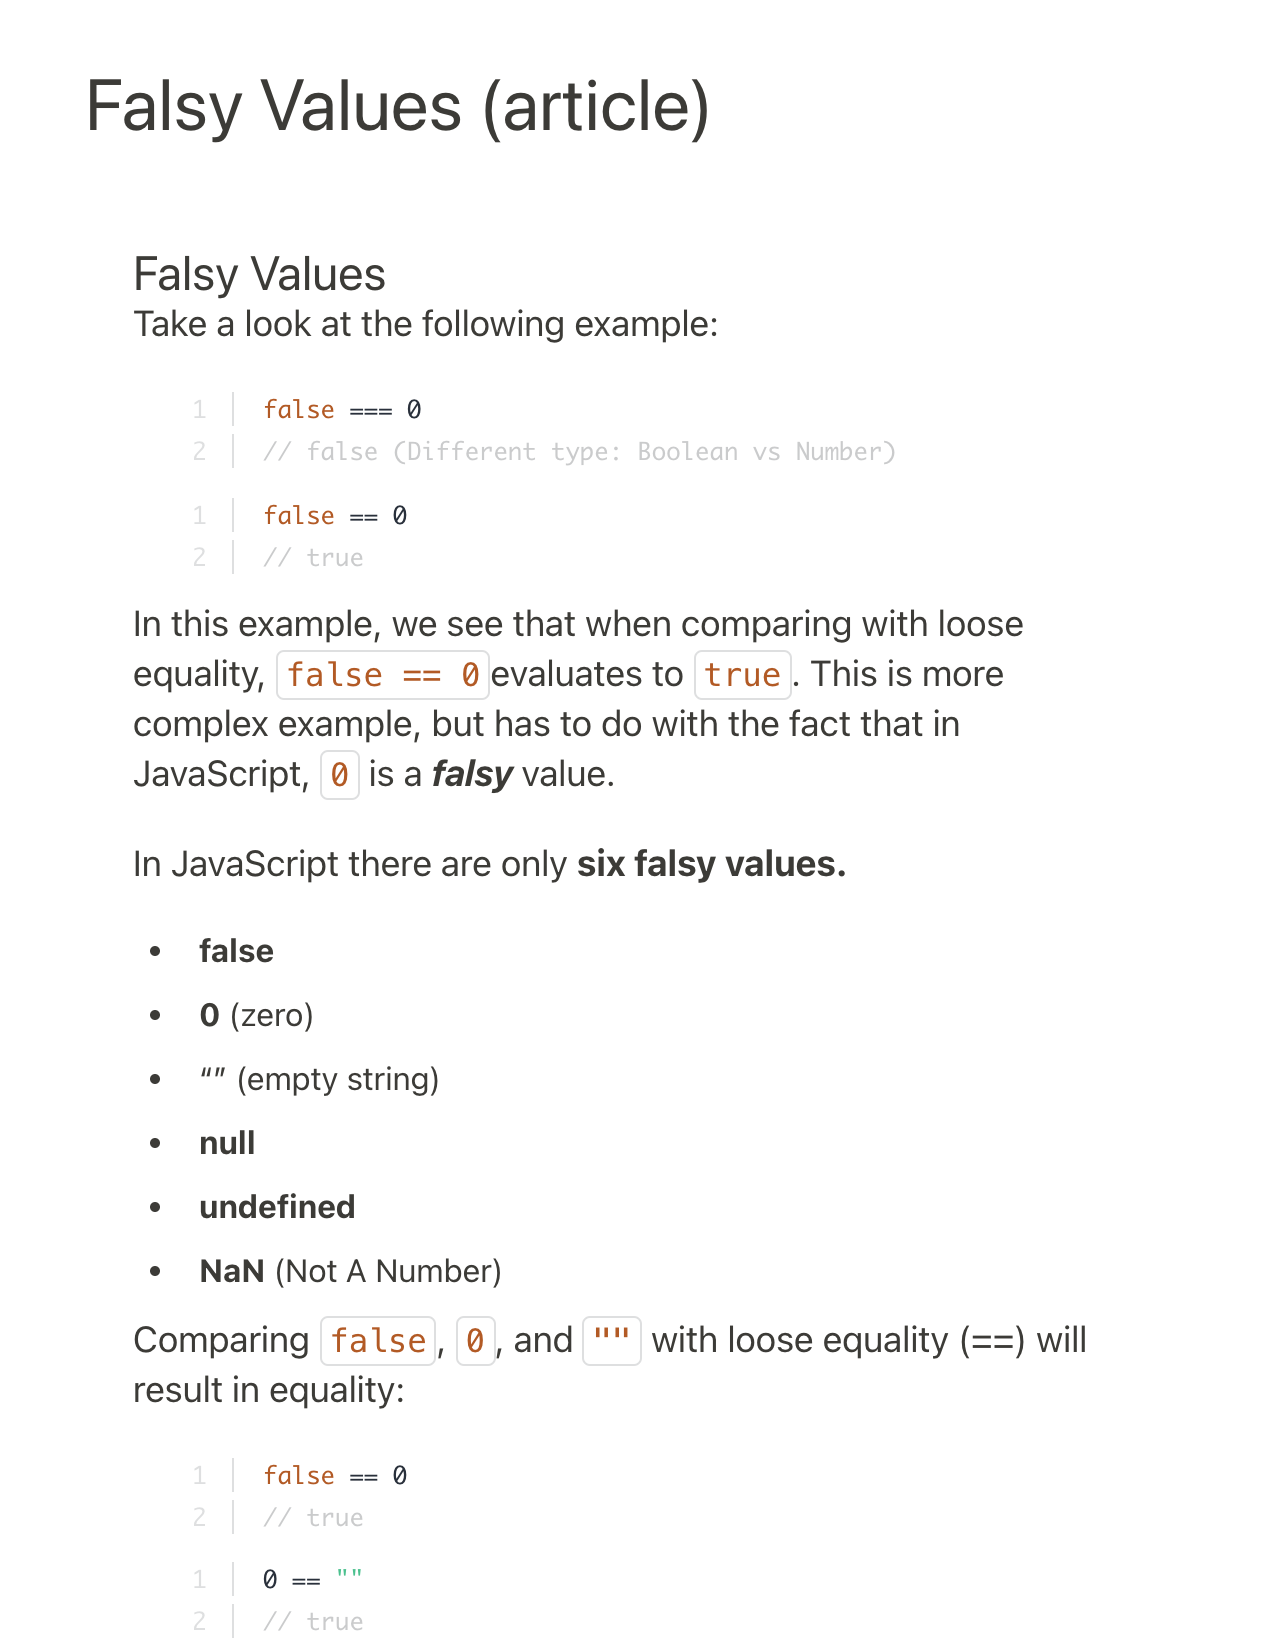 Falsy Values (article)
Falsy Values
Take a look at the following example:
1 false === 0
2 // false (Different type: Boolean vs Number)
1 false == 0
2 // true
In this example, we see that when comparing with loose
equality, false == 0 evaluates to true. This is more
complex example, but has to do with the fact that in
JavaScript, 0 is a falsy value.
In JavaScript there are only six falsy values.
• false
• 0 (zero)
• “” (empty string)
• null
• undefined
• NaN (Not A Number)
Comparing false, 0, and "" with loose equality (==) will
result in equality:
1 false == 0
2 // true
1 0 == ""
2 // true